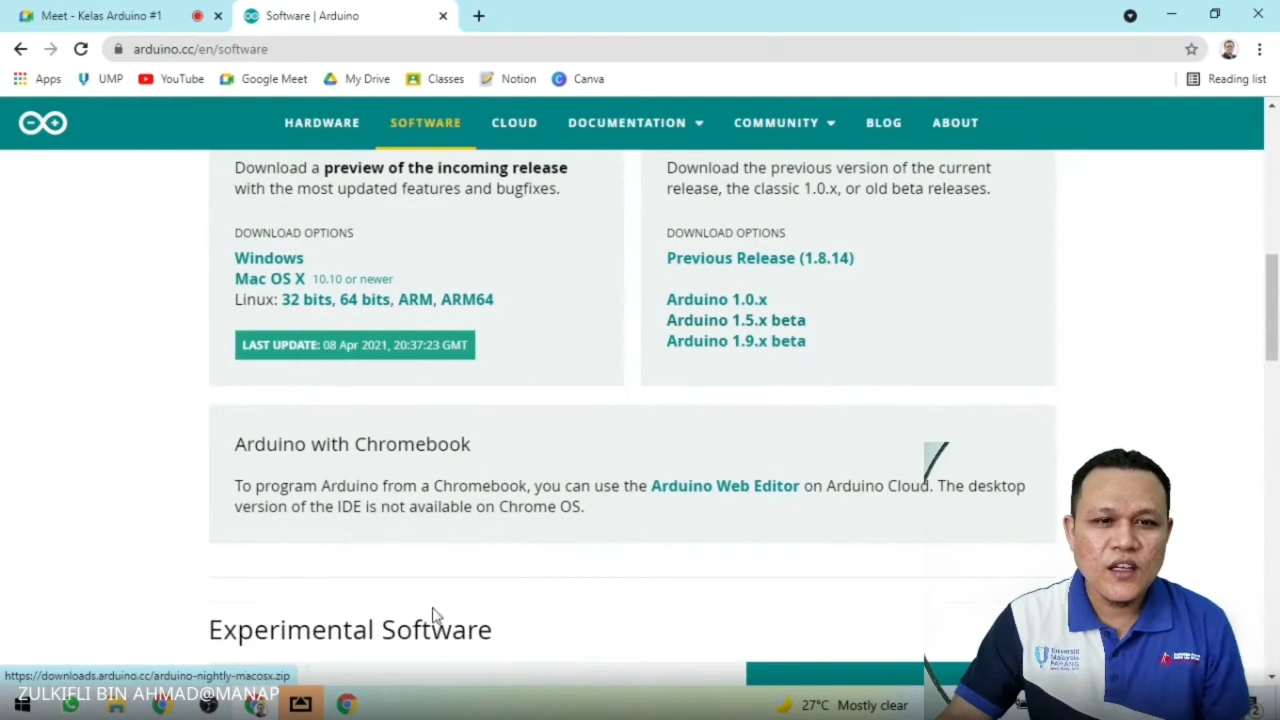 Meet - Kelas Arduino #1
Software | Arduino
arduino.cc/en/software
Apps
UMP
YouTube
Google Meet
My Drive
Classes
Notion
Canva
Reading list
HARDWARE
SOFTWARE
CLOUD
DOCUMENTATION
COMMUNITY
BLOG
ABOUT
Download a preview of the incoming release
with the most updated features and bugfixes.
DOWNLOAD OPTIONS
Windows
Mac OS X 10.10 or newer
Linux: 32 bits, 64 bits, ARM, ARM64
LAST UPDATE: 08 Apr 2021, 20:37:23 GMT
Download the previous version of the current
release, the classic 1.0.x, or old beta releases.
DOWNLOAD OPTIONS
Previous Release (1.8.14)
Arduino 1.0.x
Arduino 1.5.x beta
Arduino 1.9.x beta
Arduino with Chromebook
To program Arduino from a Chromebook, you can use the Arduino Web Editor on Arduino Cloud. The desktop
version of the IDE is not available on Chrome OS.
Experimental Software
https://downloads.arduino.cc/arduino-nightly-macosx.zip
ZULKIFLI BIN AHMAD@MANAP
27°C Mostly clear
Universiti
Malaysia
PAHANG